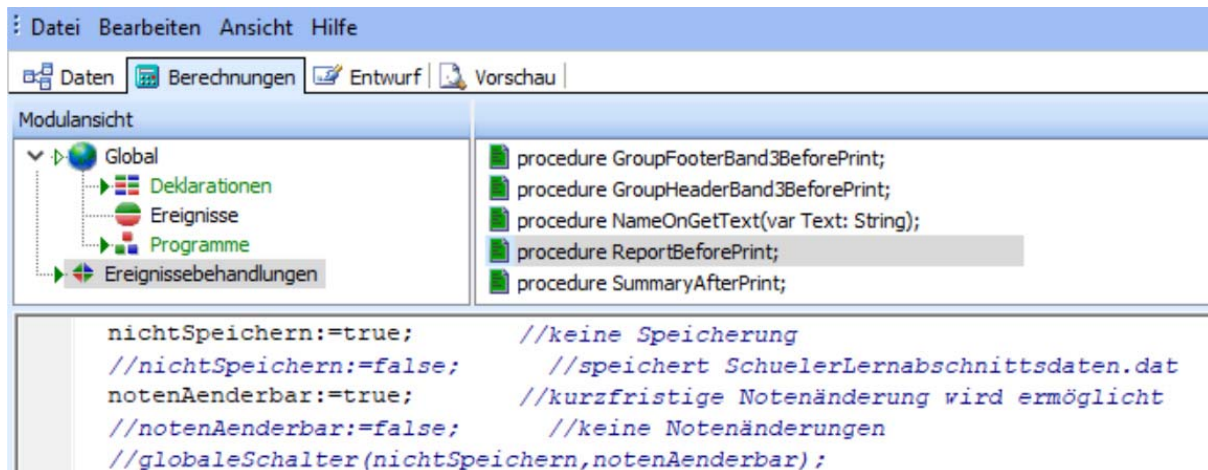 Datei Bearbeiten Ansicht Hilfe
Daten Berechnungen Entwurf Vorschau
Modulansicht
Global
Deklarationen
Ereignisse
Programme
Ereignissebehandlungen
procedure GroupFooterBand3BeforePrint;
procedure GroupHeaderBand3BeforePrint;
procedure NameOnGetText(var Text: String);
procedure ReportBeforePrint;
procedure SummaryAfterPrint;
nichtSpeichern:=true; //keine Speicherung
//nichtSpeichern:=false; //speichert SchuelerLernabschnittsdaten.dat
notenAenderbar:=true; //kurzfristige Notenänderung wird ermöglicht
//notenAenderbar:=false; //keine Notenänderungen
//globaleSchalter(nichtSpeichern,notenAenderbar);